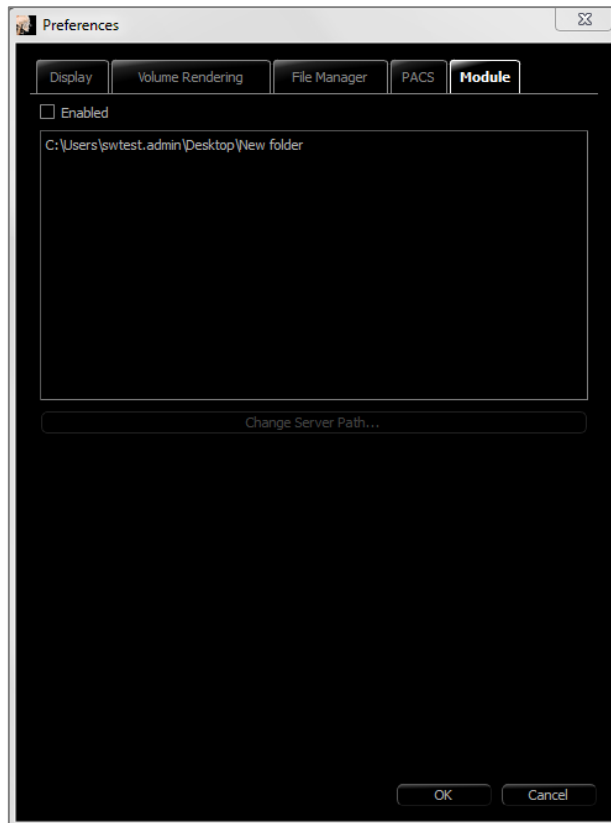 Preferences
Display Volume Rendering File Manager PACS Module
Enabled
C:\Users\swtest.admin\Desktop\New folder
Change Server Path...
OK Cancel